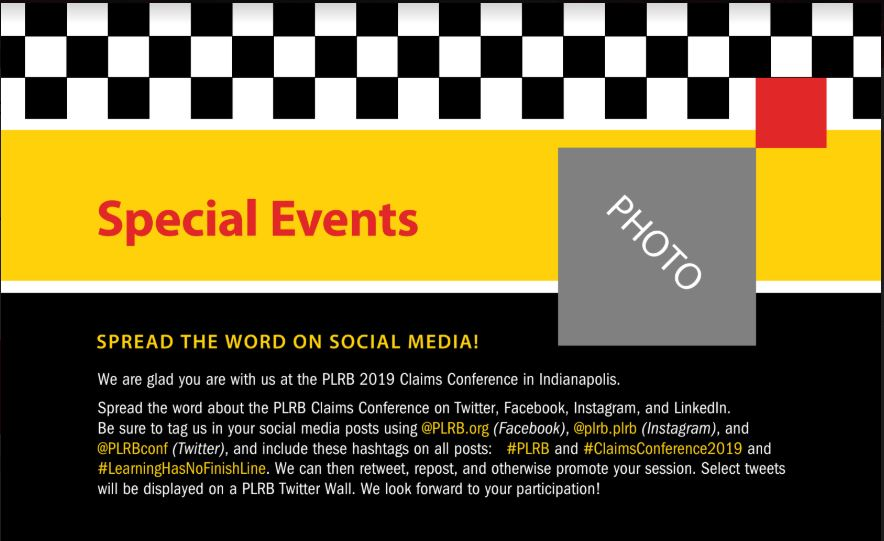 Special Events
PHOTO
SPREAD THE WORD ON SOCIAL MEDIA!
We are glad you are with us at the PLRB 2019 Claims Conference in Indianapolis.
Spread the word about the PLRB Claims Conference on Twitter, Facebook, Instagram, and LinkedIn.
Be sure to tag us in your social media posts using @PLRB.org (Facebook), @plrb.plrb (Instagram), and
@PLRBconf (Twitter), and include these hashtags on all posts: #PLRB and #ClaimsConference2019 and
#LearningHasNoFinishLine. We can then retweet, repost, and otherwise promote your session. Select tweets
will be displayed on a PLRB Twitter Wall. We look forward to your participation!